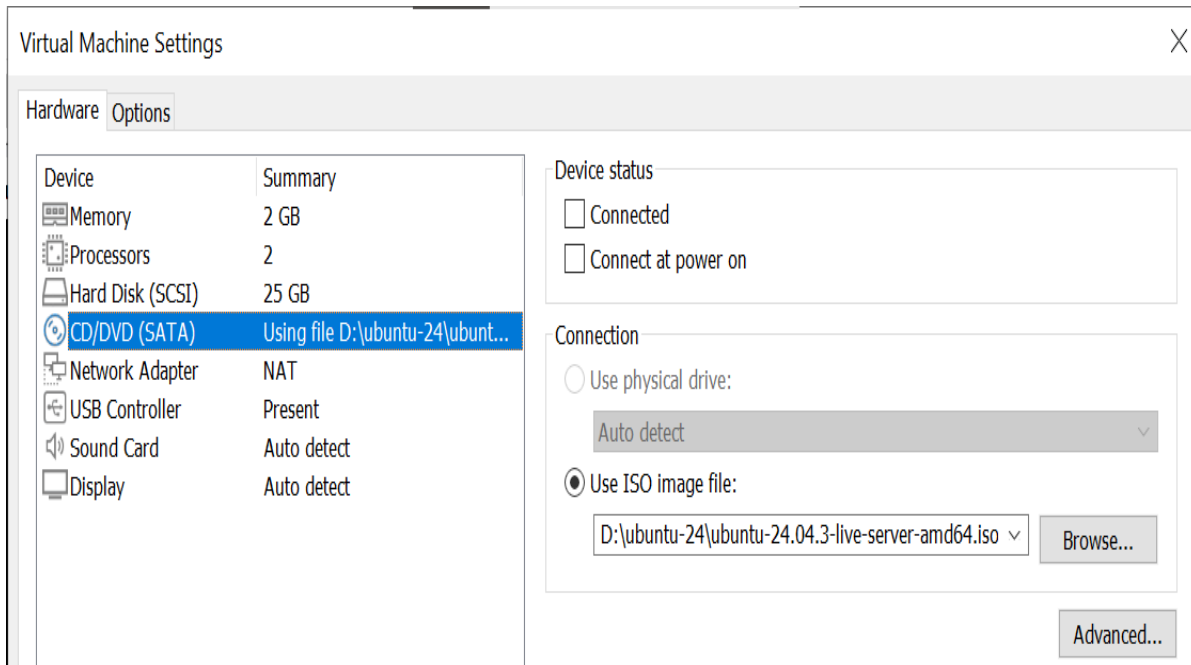 Virtual Machine Settings
Hardware Options
Device Summary
Memory 2 GB
Processors 2
Hard Disk (SCSI) 25 GB
CD/DVD (SATA) Using file D:\ubuntu-24\ubunt...
Network Adapter NAT
USB Controller Present
Sound Card Auto detect
Display Auto detect
Device status
Connected
Connect at power on
Connection
Use physical drive:
Auto detect
Use ISO image file:
D:\ubuntu-24\ubuntu-24.04.3-live-server-amd64.iso
Browse...
Advanced...